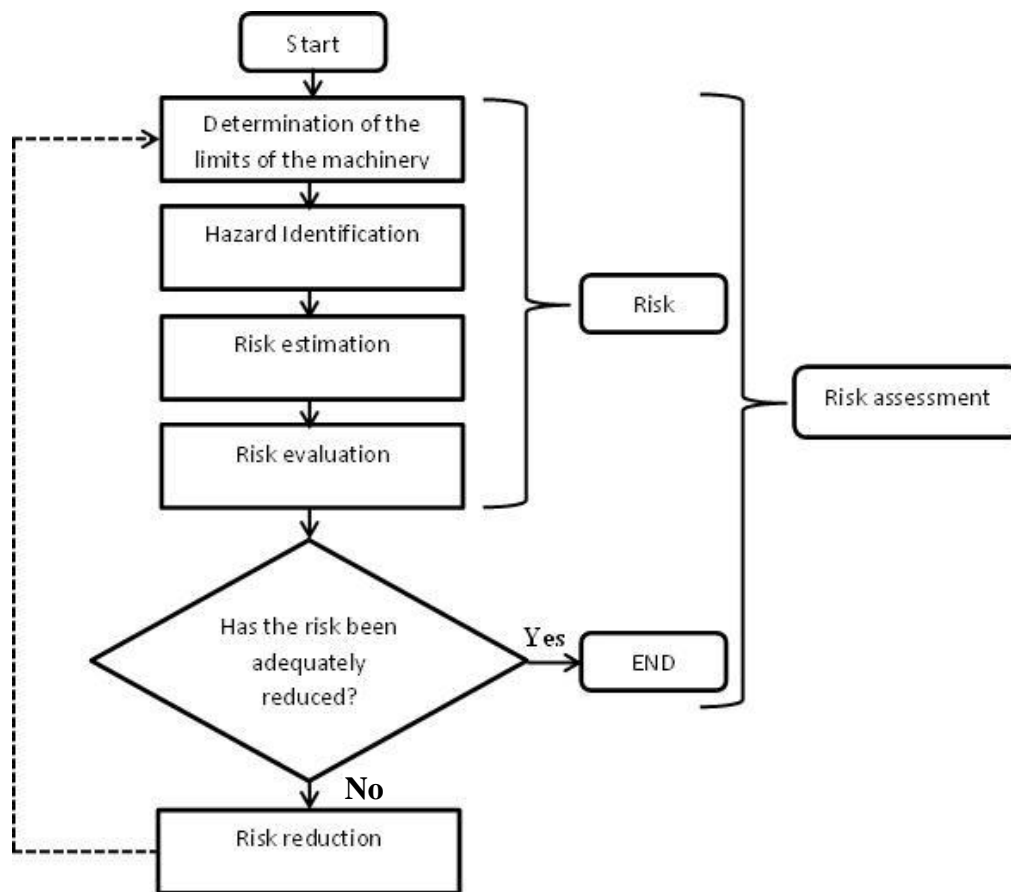 Start
Determination of the
limits of the machinery
Hazard Identification
Risk estimation
Risk evaluation
Risk
Risk assessment
Has the risk been
adequately
reduced?
Yes
END
No
Risk reduction